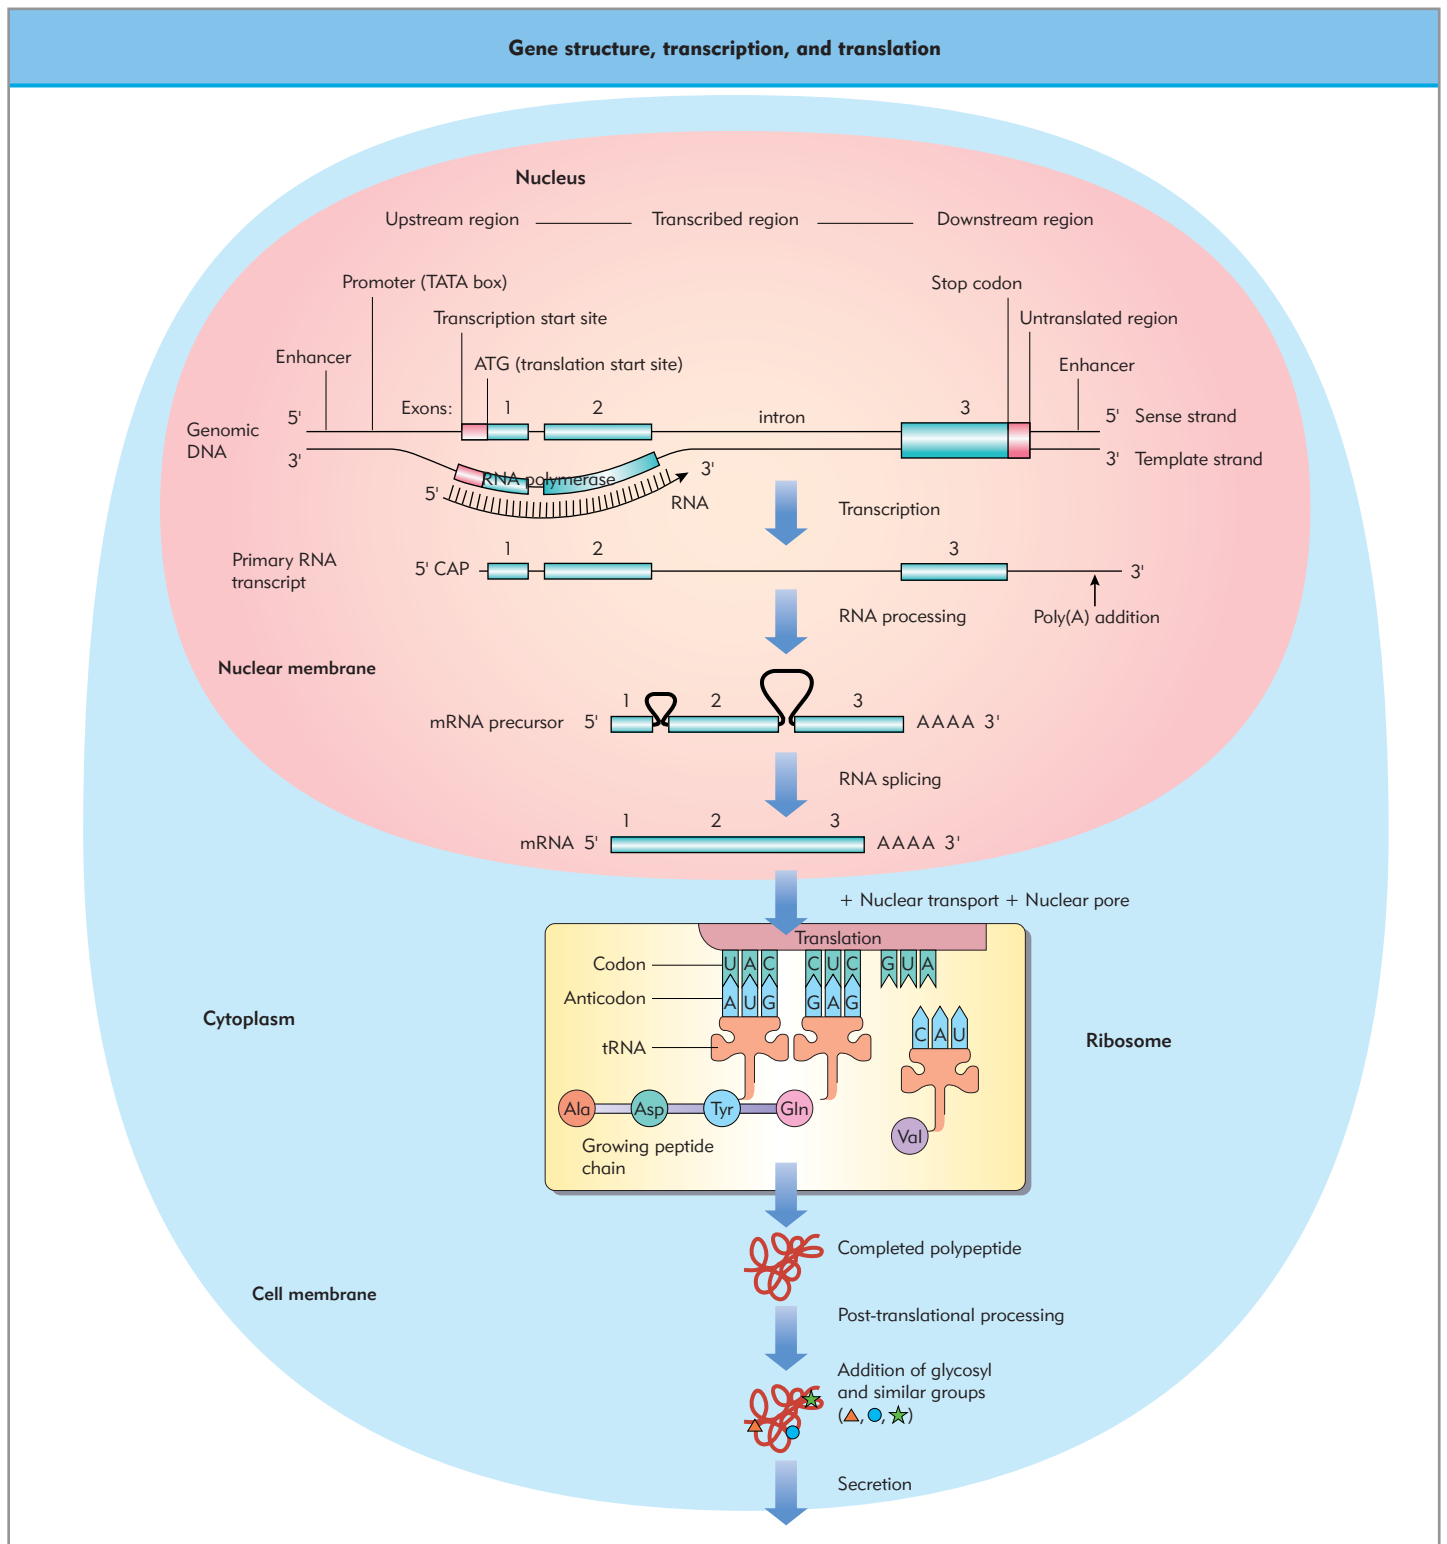 Gene structure, transcription, and translation
Nucleus
Upstream region
Transcribed region
Downstream region
Promoter (TATA box)
Stop codon
Transcription start site
Untranslated region
Enhancer
ATG (translation start site)
Enhancer
Exons:
1
2
intron
3
Genomic
DNA
5'
3'
5' Sense strand
3' Template strand
RNA polymerase
5'
3'
RNA
Transcription
Primary RNA
transcript
5' CAP
1
2
3
3'
RNA processing
Poly(A) addition
Nuclear membrane
mRNA precursor 5'
1
2
3
AAAA 3'
RNA splicing
1
2
3
mRNA 5'
AAAA 3'
+ Nuclear transport + Nuclear pore
Translation
Codon
U A C
C U C
G U A
Anticodon
A U G
G A G
C A U
Cytoplasm
Ribosome
tRNA
Ala
Asp
Tyr
Gln
Val
Growing peptide
chain
Completed polypeptide
Cell membrane
Post-translational processing
Addition of glycosyl
and similar groups
( , , )
Secretion